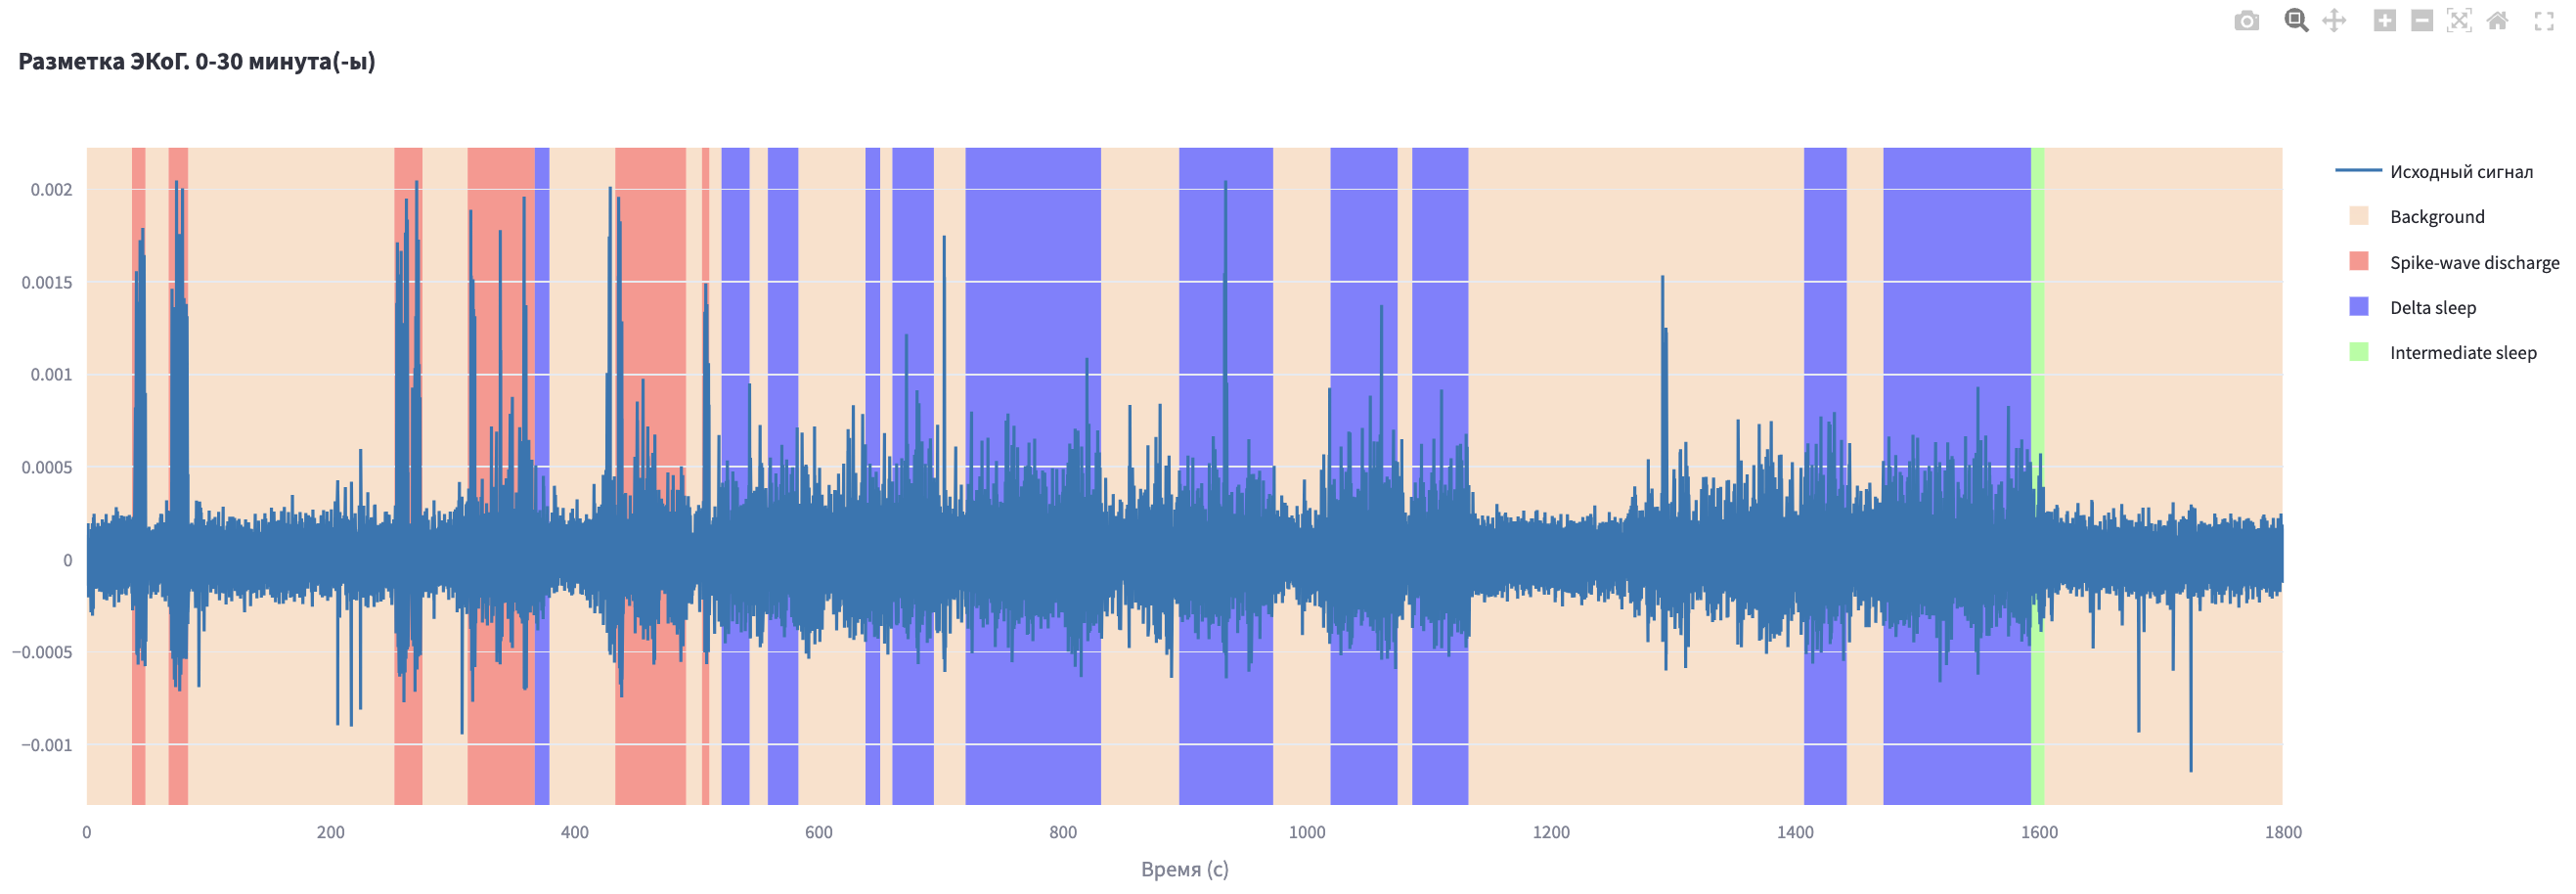 Разметка ЭКоГ. 0-30 минута(-ы)
0.002
0.0015
0.001
0.0005
0
−0.0005
−0.001
0 200 400 600 800 1000 1200 1400 1600 1800
Время (с)
Исходный сигнал
Background
Spike-wave discharge
Delta sleep
Intermediate sleep